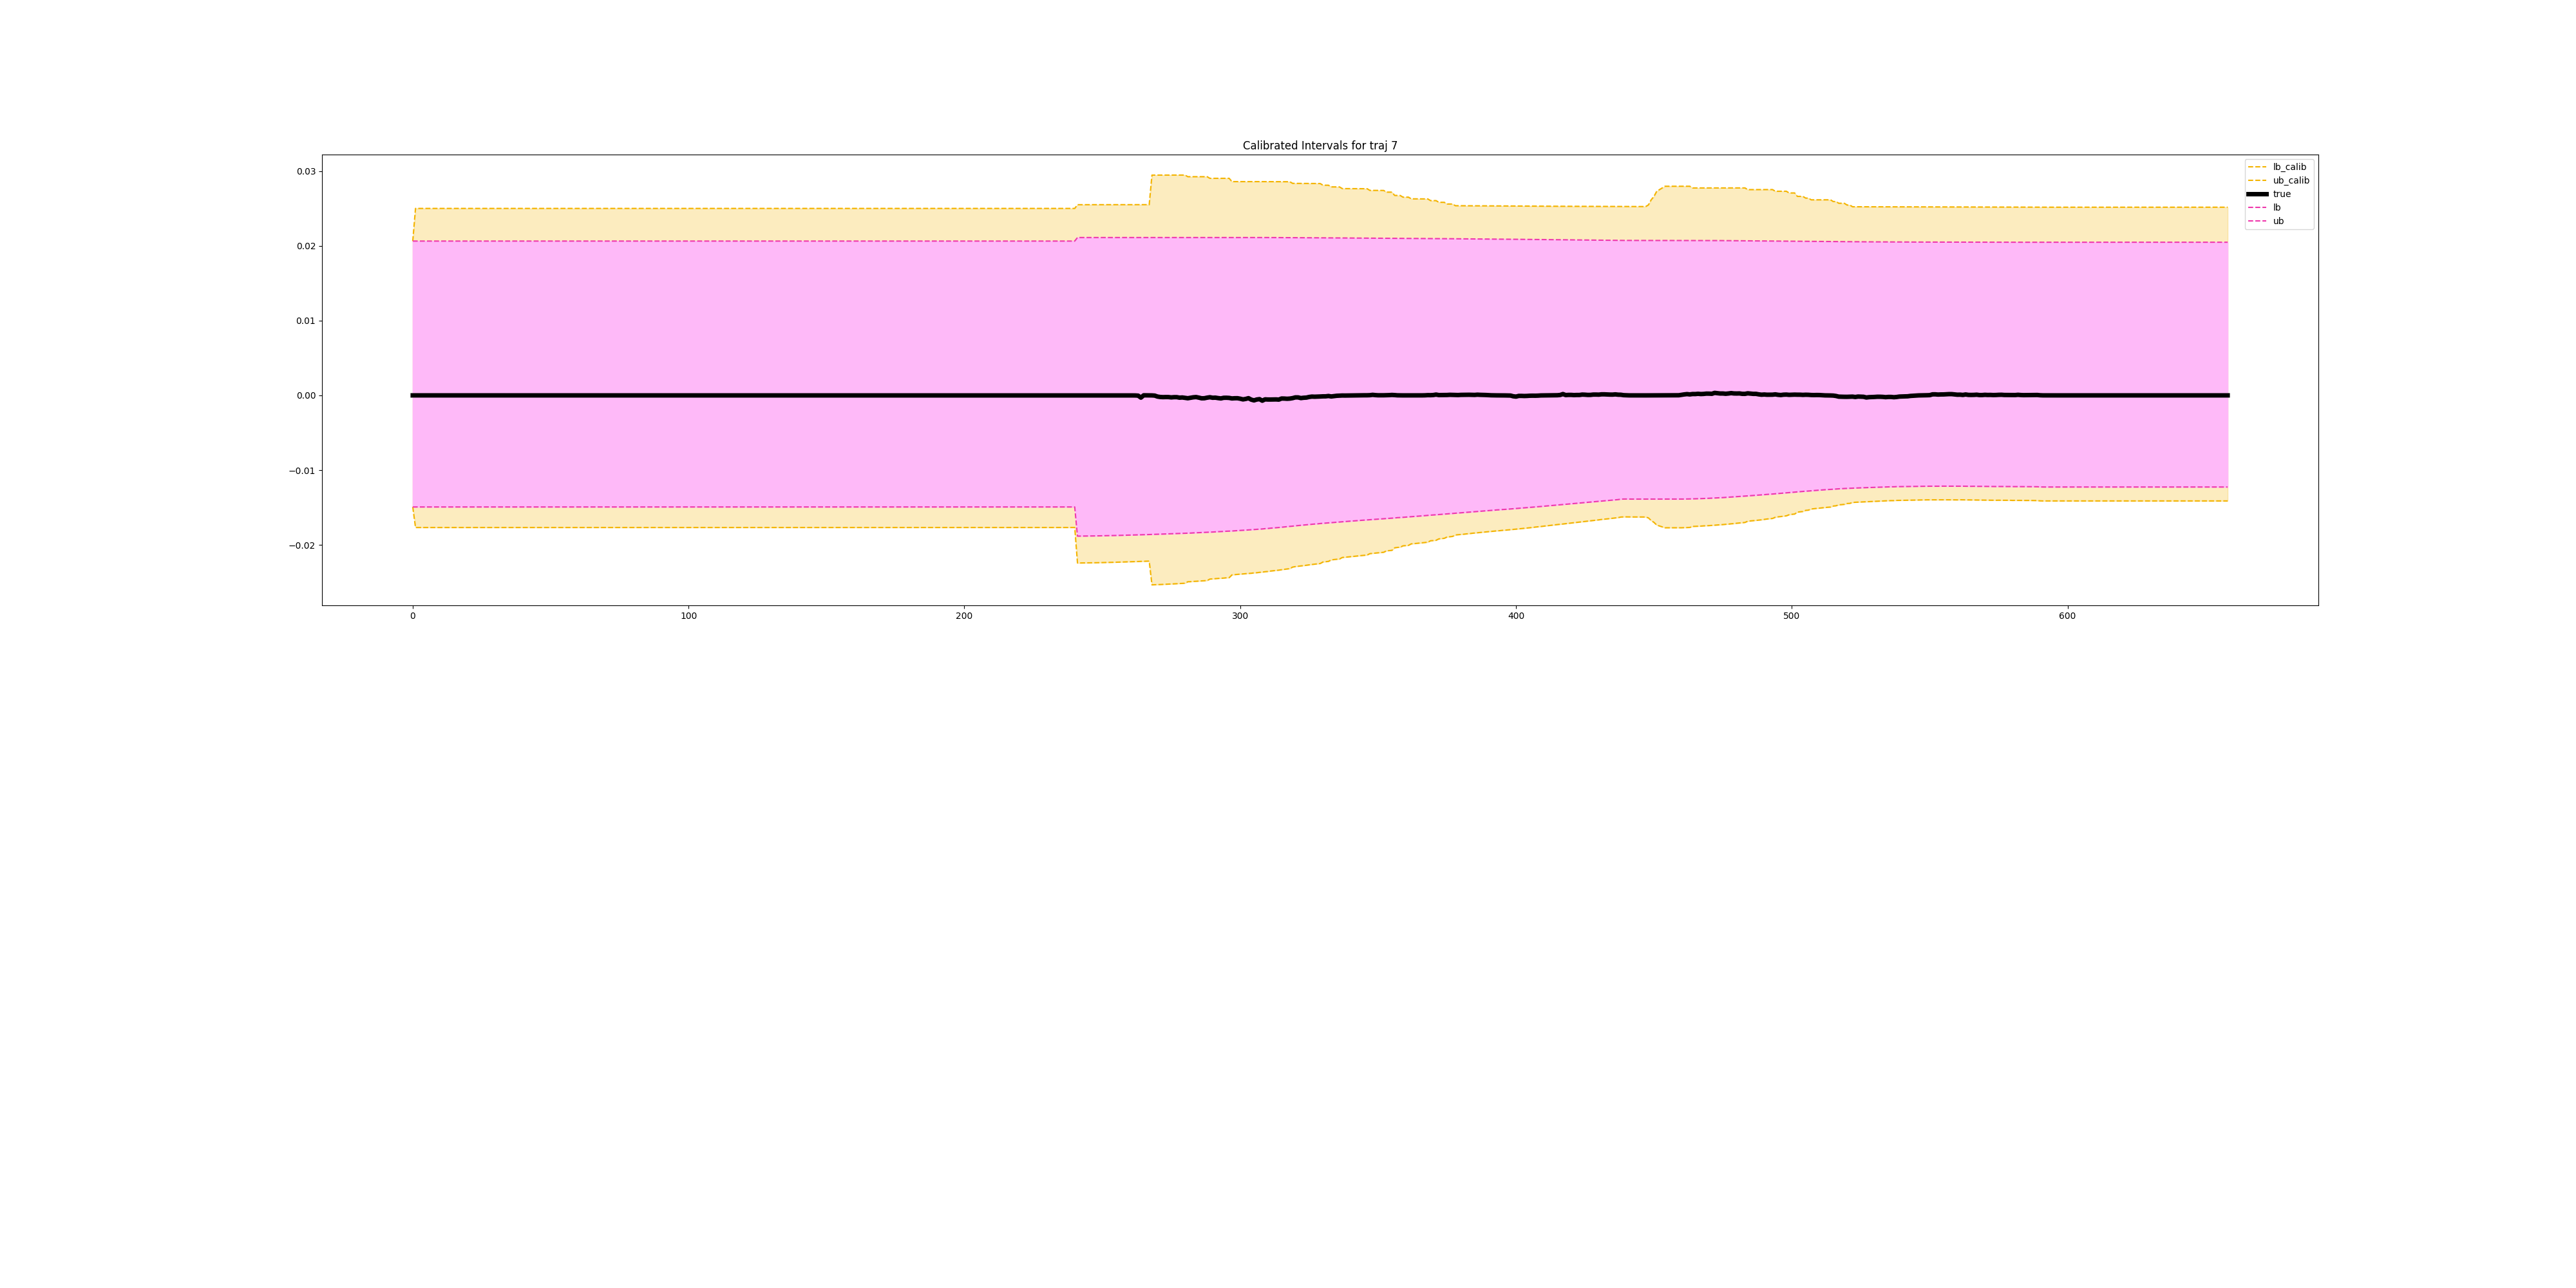 Calibrated Intervals for traj 7
0.03
0.02
0.01
0.00
−0.01
−0.02
0 100 200 300 400 500 600
lb_calib
ub_calib
true
lb
ub